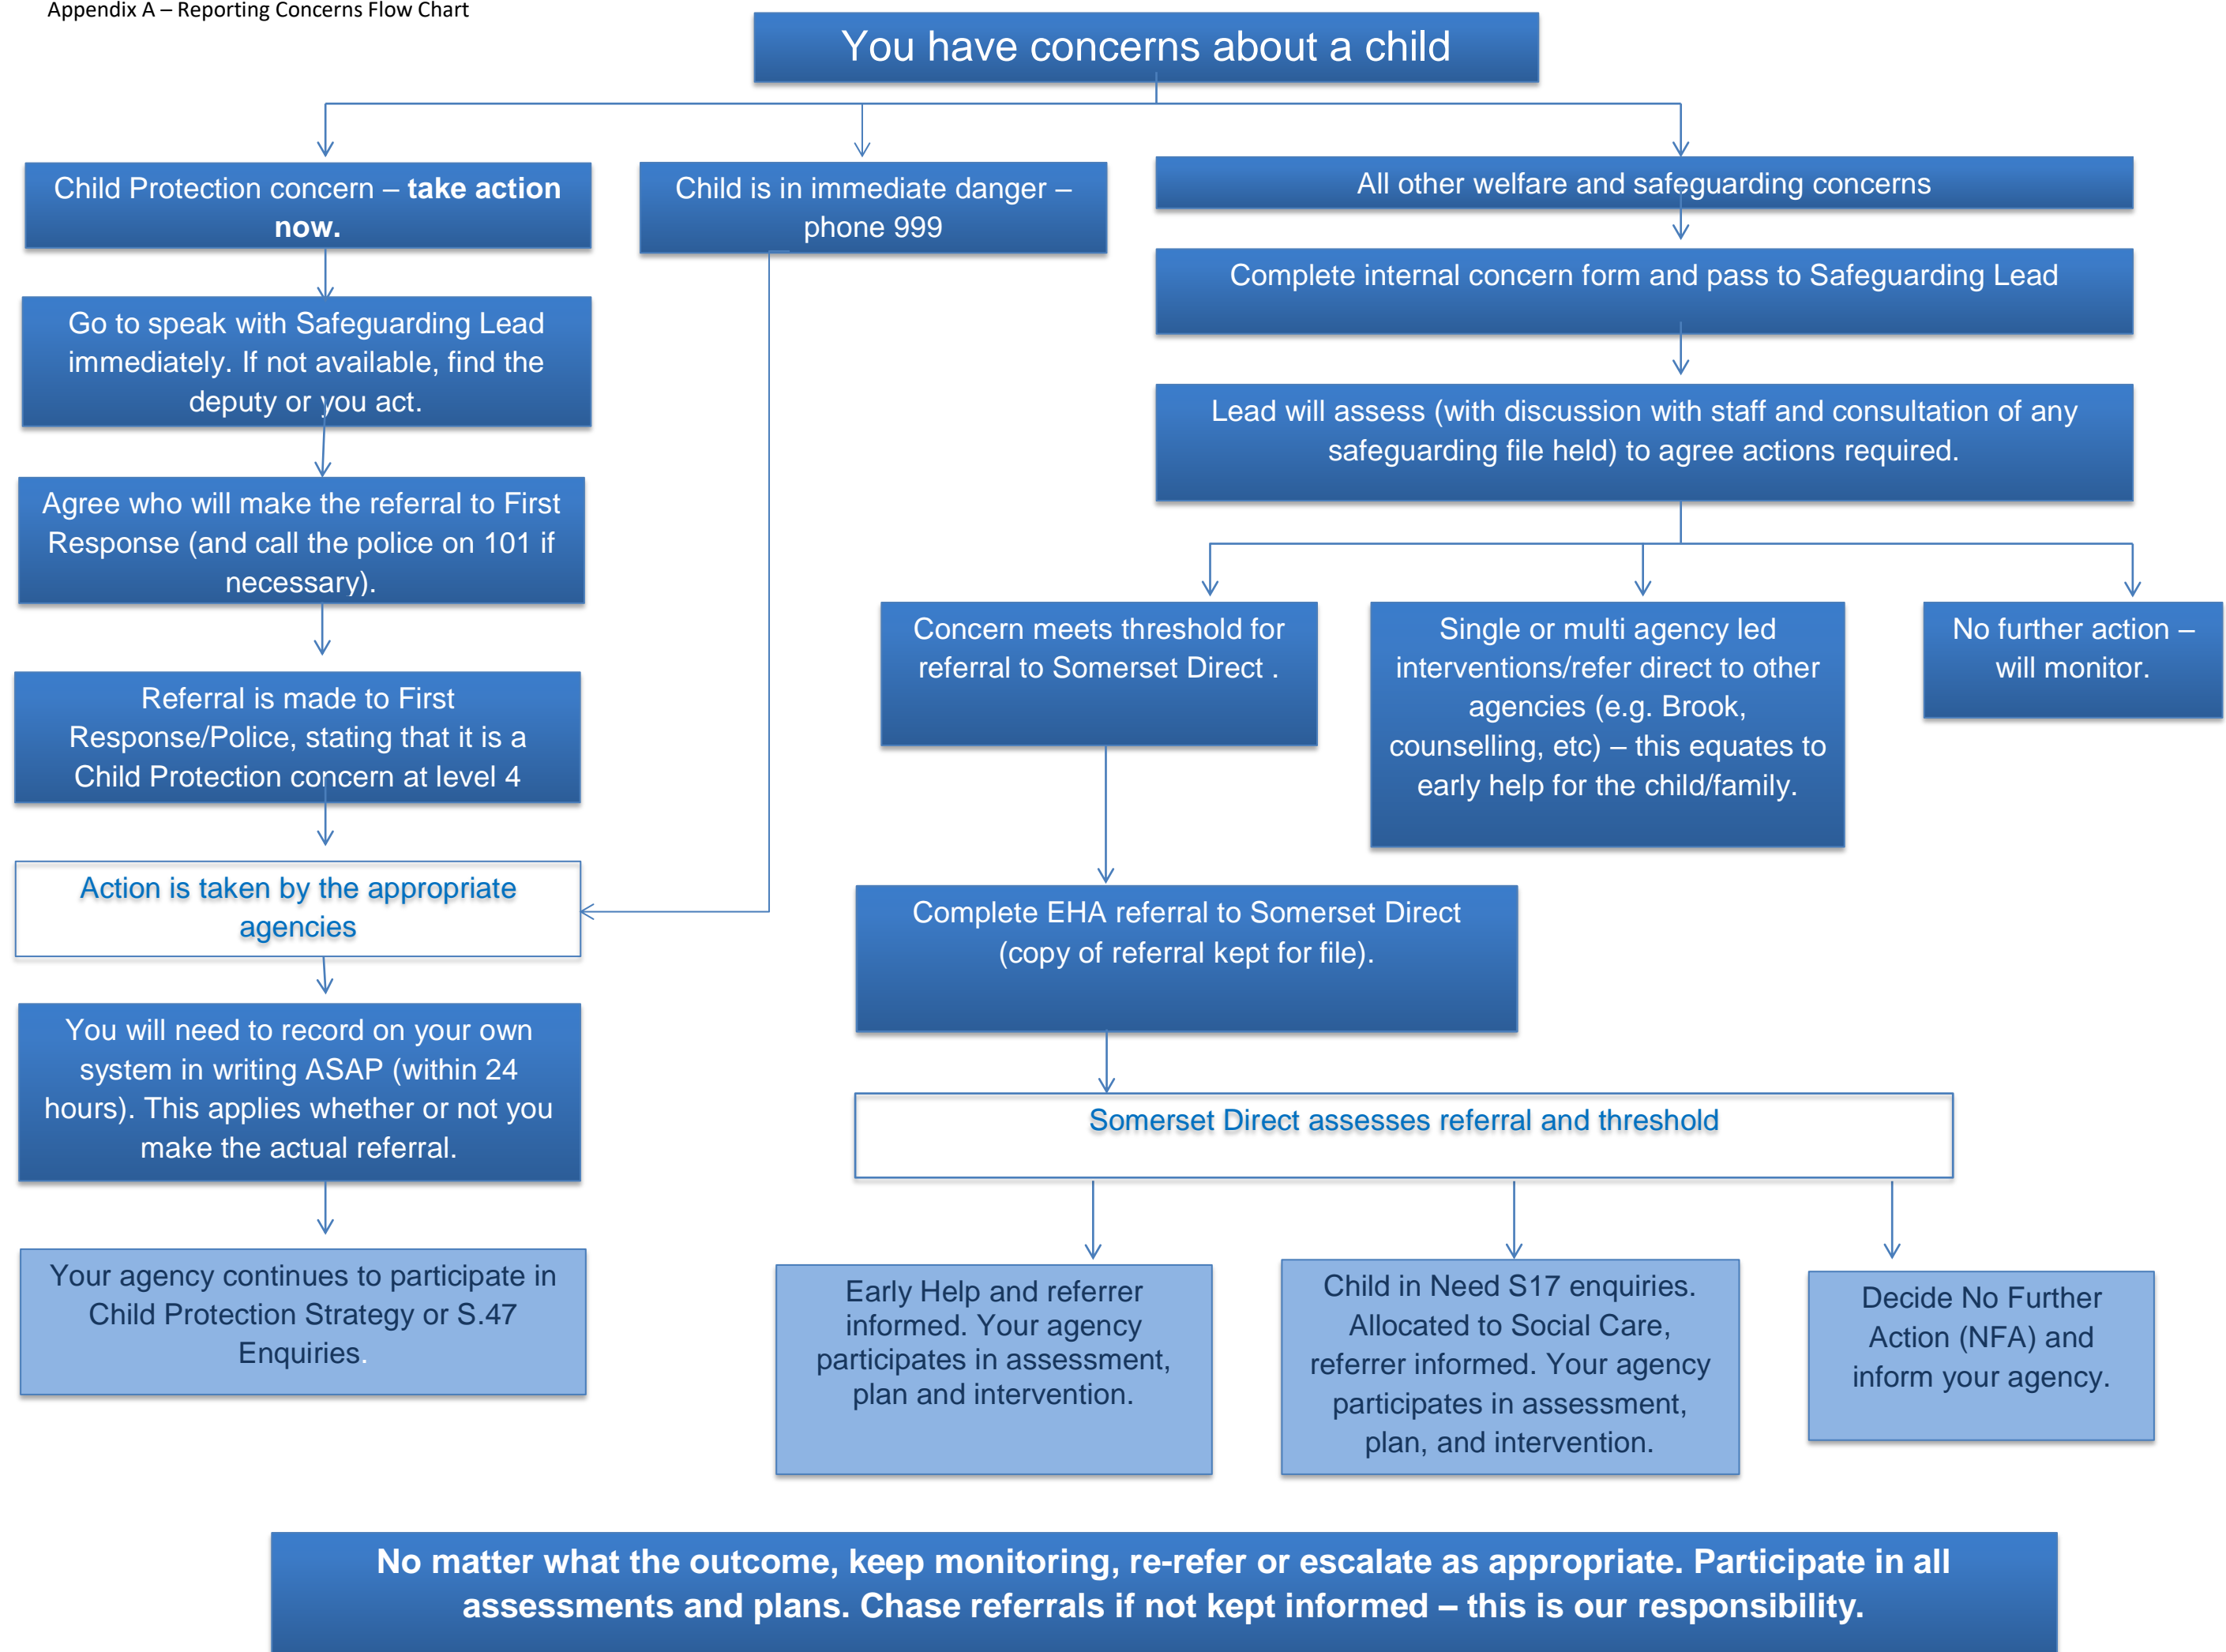 Appendix A – Reporting Concerns Flow Chart
You have concerns about a child
Child Protection concern – take action
now.
Child is in immediate danger –
phone 999
All other welfare and safeguarding concerns
Go to speak with Safeguarding Lead
immediately. If not available, find the
deputy or you act.
Complete internal concern form and pass to Safeguarding Lead
Lead will assess (with discussion with staff and consultation of any
safeguarding file held) to agree actions required.
Agree who will make the referral to First
Response (and call the police on 101 if
necessary).
Concern meets threshold for
referral to Somerset Direct .
Single or multi agency led
interventions/refer direct to other
agencies (e.g. Brook,
counselling, etc) – this equates to
early help for the child/family.
No further action –
will monitor.
Referral is made to First
Response/Police, stating that it is a
Child Protection concern at level 4
Action is taken by the appropriate
agencies
Complete EHA referral to Somerset Direct
(copy of referral kept for file).
You will need to record on your own
system in writing ASAP (within 24
hours). This applies whether or not you
make the actual referral.
Somerset Direct assesses referral and threshold
Your agency continues to participate in
Child Protection Strategy or S.47
Enquiries.
Early Help and referrer
informed. Your agency
participates in assessment,
plan and intervention.
Child in Need S17 enquiries.
Allocated to Social Care,
referrer informed. Your agency
participates in assessment,
plan, and intervention.
Decide No Further
Action (NFA) and
inform your agency.
No matter what the outcome, keep monitoring, re-refer or escalate as appropriate. Participate in all
assessments and plans. Chase referrals if not kept informed – this is our responsibility.